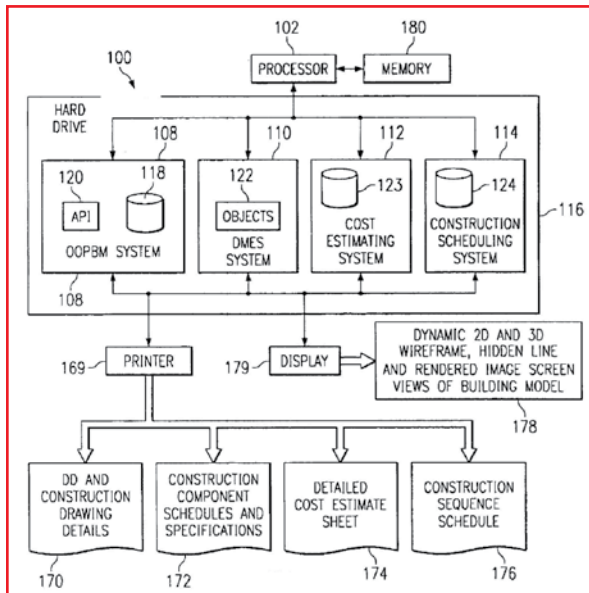 102
180
100
PROCESSOR
MEMORY
HARD
DRIVE
108
110
112
114
120
118
122
123
124
API
OBJECTS
116
OOPBM SYSTEM
DMES
SYSTEM
COST
ESTIMATING
SYSTEM
CONSTRUCTION
SCHEDULING
SYSTEM
108
169
PRINTER
179
DISPLAY
DYNAMIC 2D AND 3D
WIREFRAME, HIDDEN LINE
AND RENDERED IMAGE SCREEN
VIEWS OF BUILDING MODEL
178
DD AND
CONSTRUCTION
DRAWING
DETAILS
CONSTRUCTION
COMPONENT
SCHEDULES AND
SPECIFICATIONS
DETAILED
COST ESTIMATE
SHEET
CONSTRUCTION
SEQUENCE
SCHEDULE
170
172
174
176